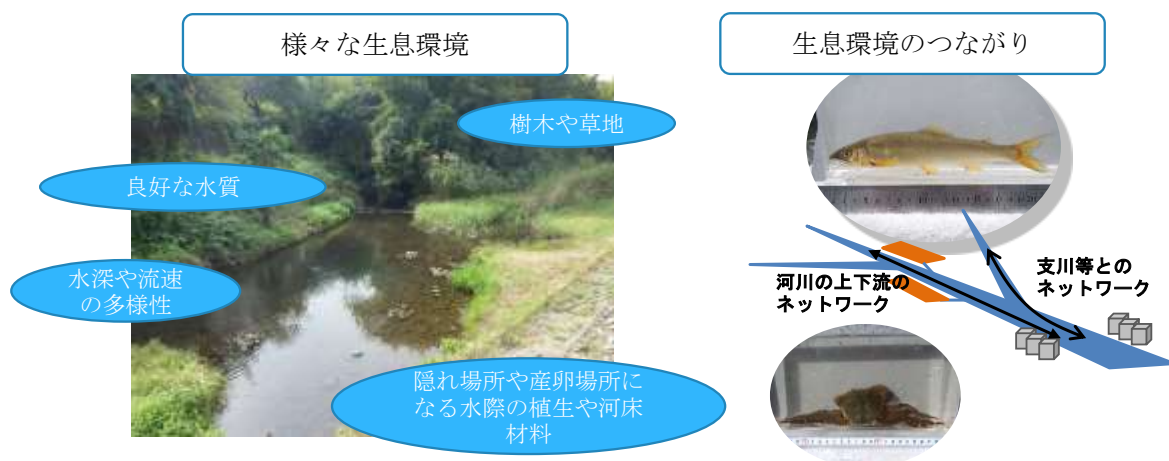 様々な生息環境
生息環境のつながり
樹木や草地
良好な水質
水深や流速
の多様性
隠れ場所や産卵場所に
なる水際の植生や河床
材料
河川の上下流の
ネットワーク
支川等との
ネットワーク